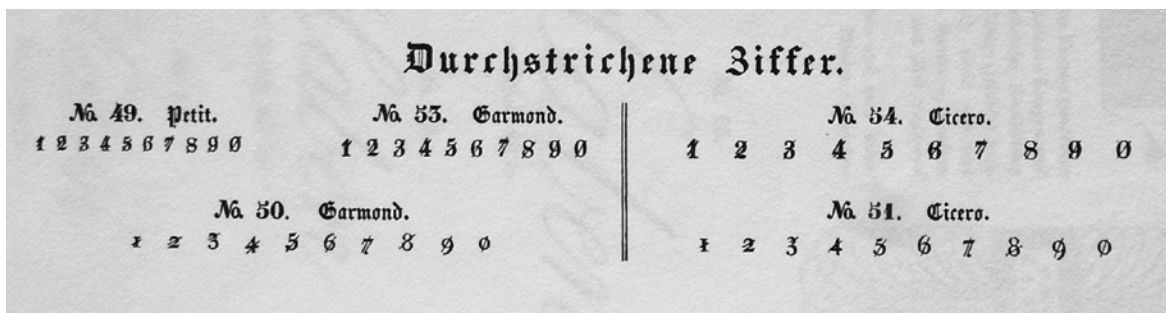 Durchstrichene Ziffer.
No. 49. Petit.
1 2 3 4 5 6 7 8 9 0
No. 53. Garmond.
1 2 3 4 5 6 7 8 9 0
No. 50. Garmond.
1 2 3 4 5 6 7 8 9 0
No. 54. Cicero.
1 2 3 4 5 6 7 8 9 0
No. 51. Cicero.
1 2 3 4 5 6 7 8 9 0